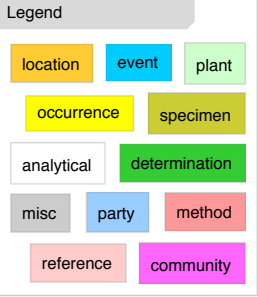 Legend
location event plant
occurrence specimen
analytical determination
misc party method
reference community